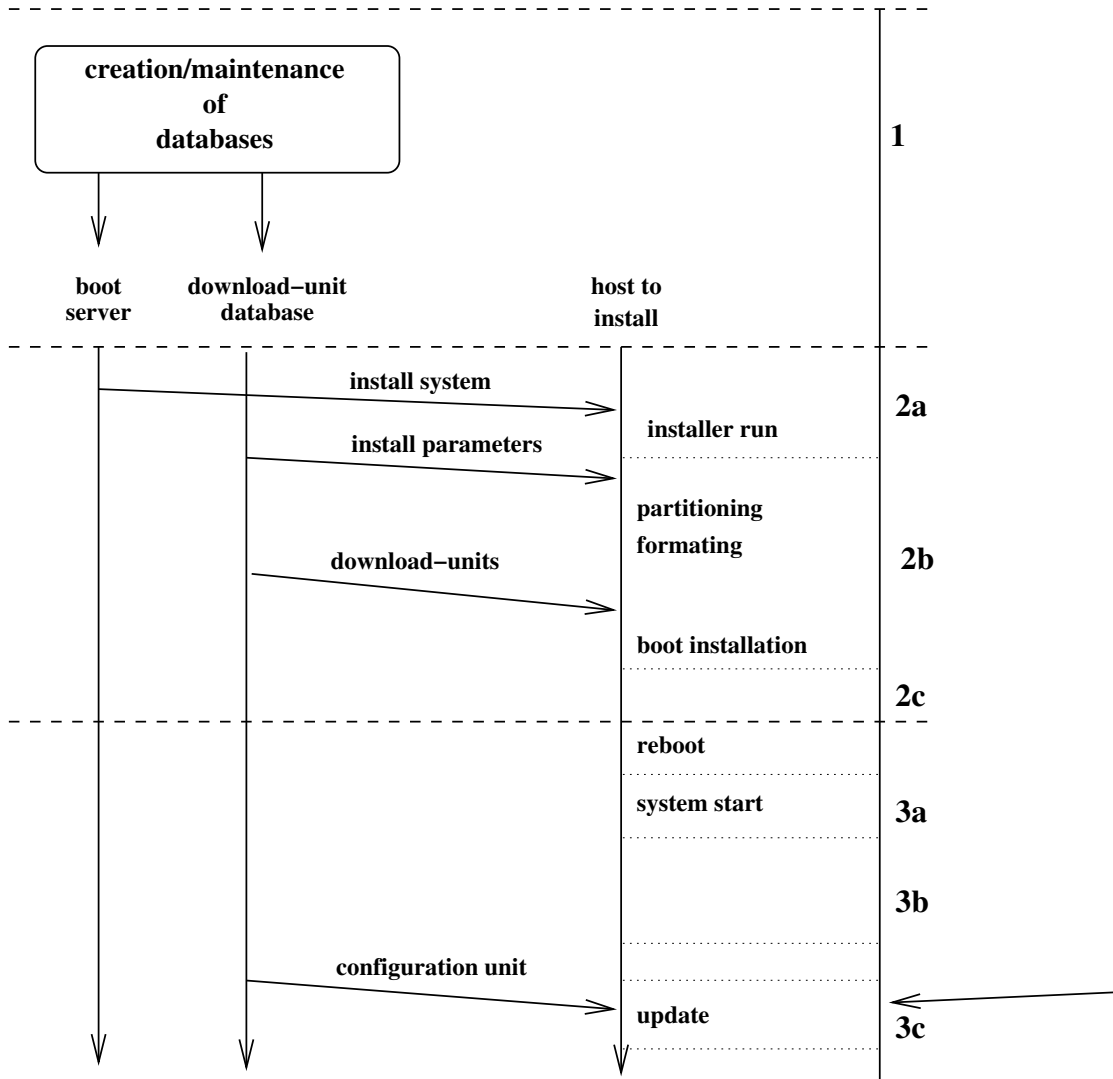 creation/maintenance
of
databases
1
boot
server
download−unit
database
host to
install
install system
2a
installer run
install parameters
partitioning
formating
download−units
2b
boot installation
2c
reboot
system start
3a
3b
configuration unit
update
3c